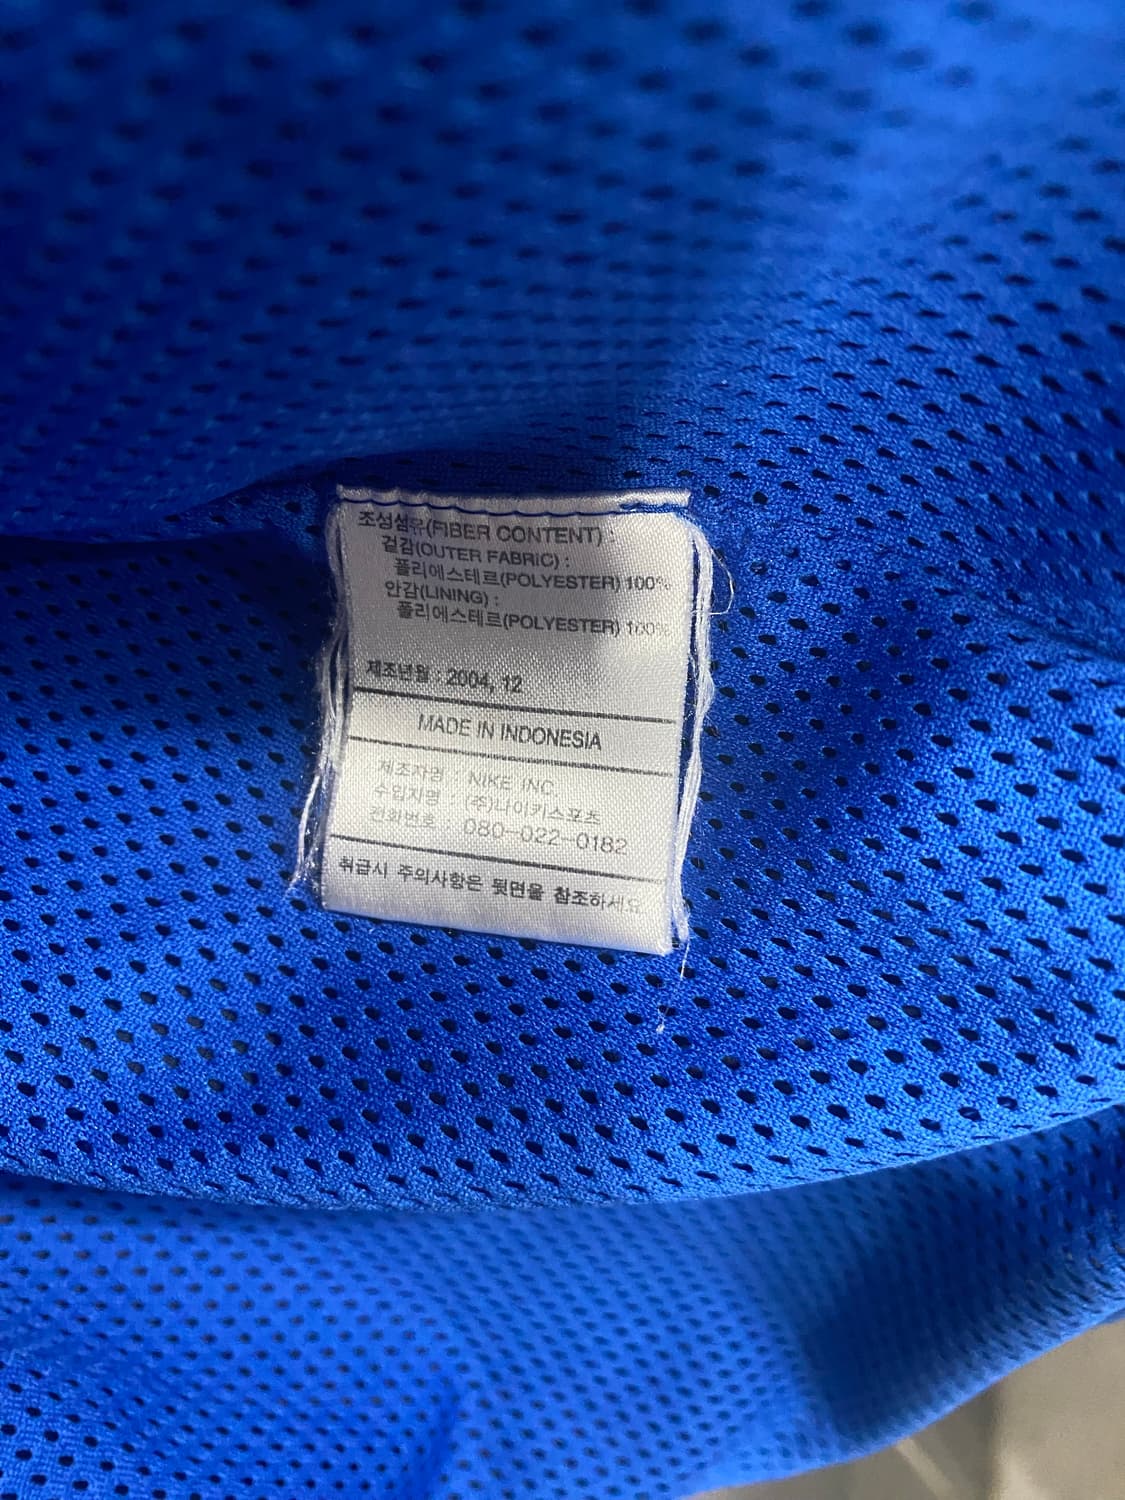 조성섬유(FIBER CONTENT) :
겉감(OUTER FABRIC) :
폴리에스테르(POLYESTER) 100%
안감(LINING) :
폴리에스테르(POLYESTER) 100%
제조년월 : 2004, 12
MADE IN INDONESIA
제조자명 : NIKE INC.
수입자명 : (주)나이키스포츠
전화번호 : 080-022-0182
취급시 주의사항은 뒷면을 참조하세요.